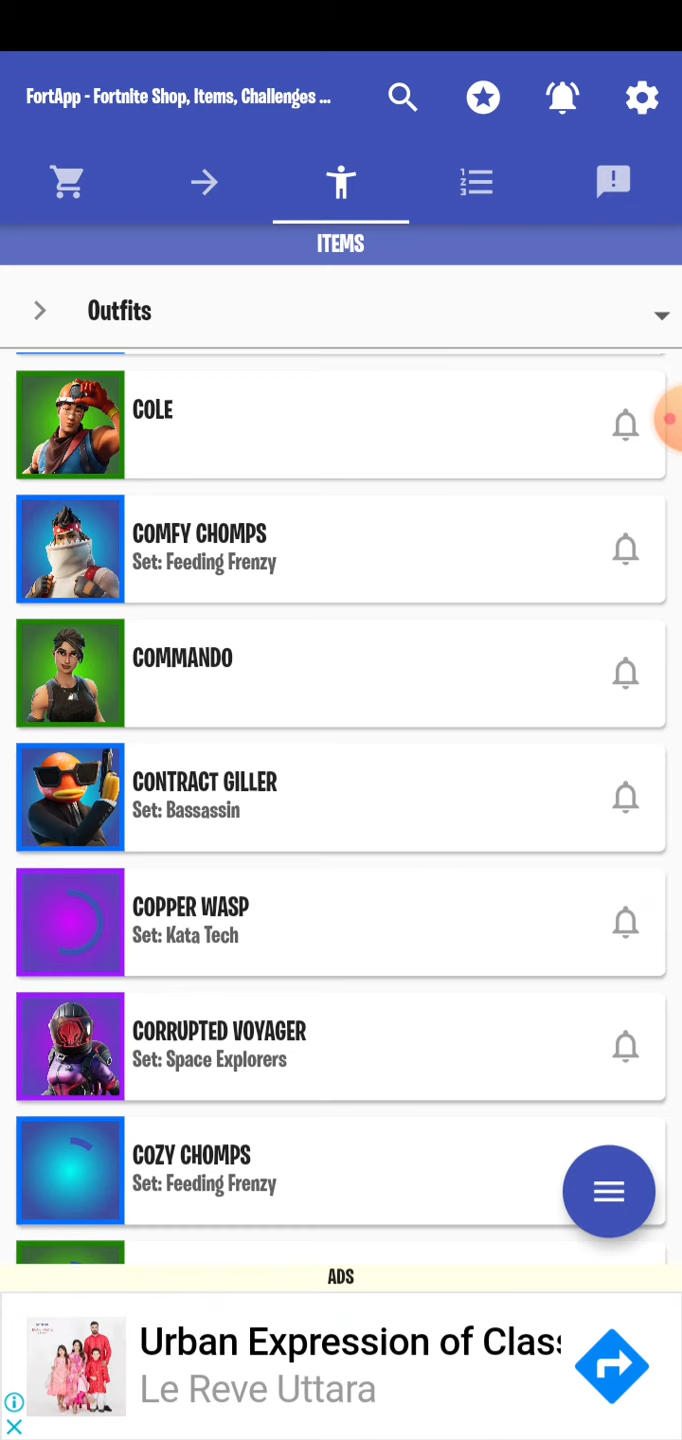 FortApp - Fortnite Shop, Items, Challenges ...
ITEMS
Outfits
COLE
COMFY CHOMPS
Set: Feeding Frenzy
COMMANDO
CONTRACT GILLER
Set: Bassassin
COPPER WASP
Set: Kata Tech
CORRUPTED VOYAGER
Set: Space Explorers
COZY CHOMPS
Set: Feeding Frenzy
ADS
Urban Expression of Class
Le Reve Uttara